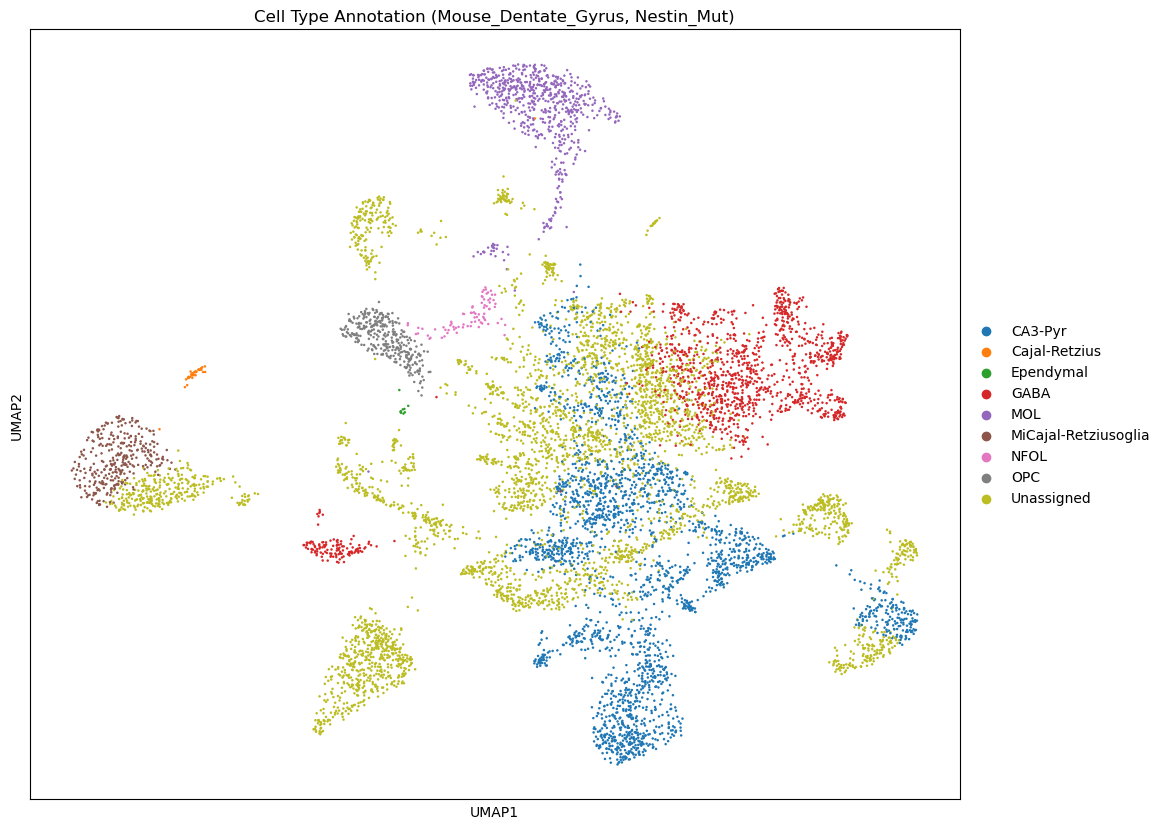 Cell Type Annotation (Mouse_Dentate_Gyrus, Nestin_Mut)
UMAP2
CA3-Pyr
Cajal-Retzius
Ependymal
GABA
MOL
MiCajal-Retziusoglia
NFOL
OPC
Unassigned
UMAP1